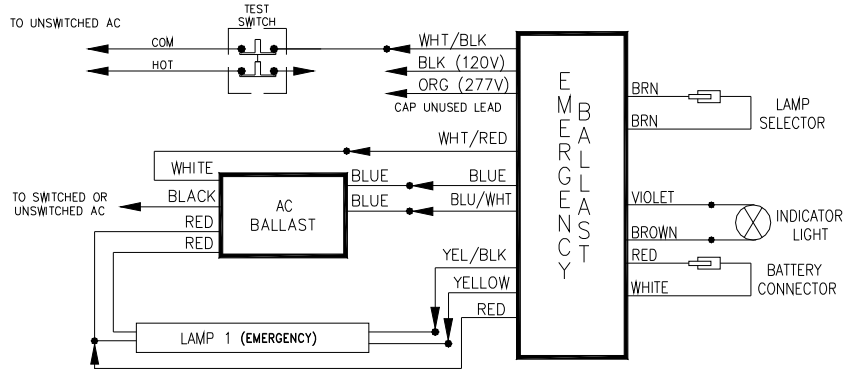 TO UNSWITCHED AC
TEST
SWITCH
COM
HOT
WHT/BLK
BLK (120V)
ORG (277V)
CAP UNUSED LEAD
WHT/RED
WHITE
BLACK
TO SWITCHED OR
UNSWITCHED AC
RED
RED
AC
BALLAST
BLUE
BLUE
BLUE
BLU/WHT
YEL/BLK
YELLOW
RED
LAMP 1 (EMERGENCY)
EMERGENCY
BALLAST
BRN
BRN
LAMP
SELECTOR
VIOLET
BROWN
INDICATOR
LIGHT
RED
WHITE
BATTERY
CONNECTOR